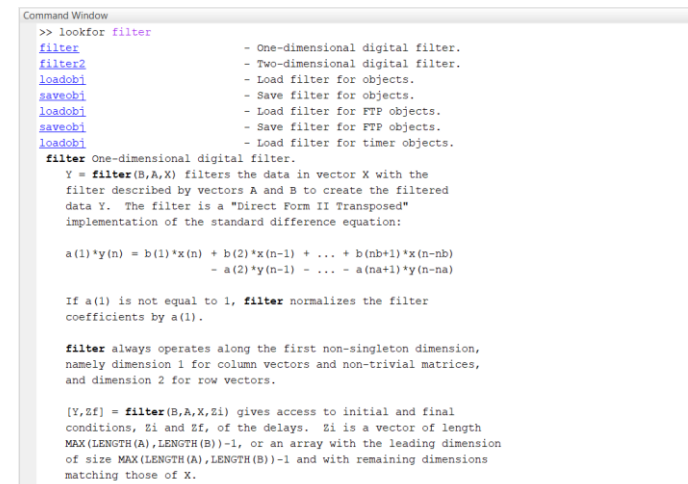 Command Window
>> lookfor filter
filter - One-dimensional digital filter.
filter2 - Two-dimensional digital filter.
loadobj - Load filter for objects.
saveobj - Save filter for objects.
loadobj - Load filter for FTP objects.
saveobj - Save filter for FTP objects.
loadobj - Load filter for timer objects.
filter One-dimensional digital filter.
Y = filter(B,A,X) filters the data in vector X with the
filter described by vectors A and B to create the filtered
data Y. The filter is a "Direct Form II Transposed"
implementation of the standard difference equation:
a(1)*y(n) = b(1)*x(n) + b(2)*x(n-1) + ... + b(nb+1)*x(n-nb)
- a(2)*y(n-1) - ... - a(na+1)*y(n-na)
If a(1) is not equal to 1, filter normalizes the filter
coefficients by a(1).
filter always operates along the first non-singleton dimension,
namely dimension 1 for column vectors and non-trivial matrices,
and dimension 2 for row vectors.
[Y,Zf] = filter(B,A,X,Zi) gives access to initial and final
conditions, Zi and Zf, of the delays. Zi is a vector of length
MAX(LENGTH(A),LENGTH(B))-1, or an array with the leading dimension
of size MAX(LENGTH(A),LENGTH(B))-1 and with remaining dimensions
matching those of X.